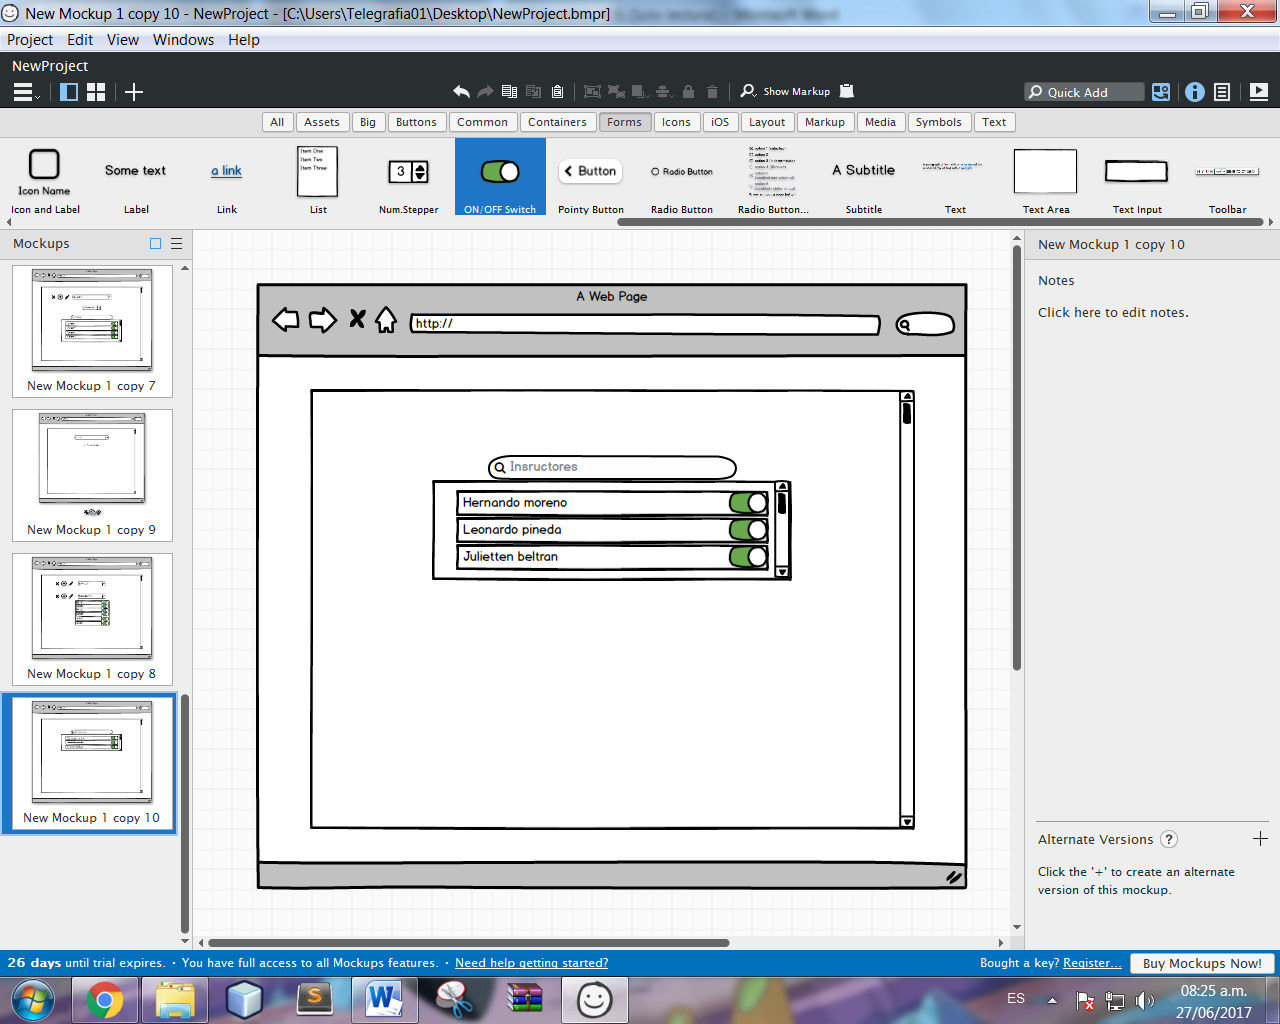 New Mockup 1 copy 10 - NewProject - [C:\Users\Telegrafia01\Desktop\NewProject.bmpr]
Project Edit View Windows Help
NewProject
Show Markup
Quick Add
All Assets Big Buttons Common Containers Forms Icons iOS Layout Markup Media Symbols Text
Icon Name
Some text
a link
Item One
Item Two
Item Three
3
Button
Radio Button
A Subtitle
Icon and Label Label Link List Num.Stepper ON/OFF Switch Pointy Button Radio Button Radio Button... Subtitle Text Text Area Text Input Toolbar
Mockups
New Mockup 1 copy 7
New Mockup 1 copy 9
New Mockup 1 copy 8
New Mockup 1 copy 10
A Web Page
http://
Insructores
Hernando moreno
Leonardo pineda
Julietten beltran
New Mockup 1 copy 10
Notes
Click here to edit notes.
Alternate Versions ?
Click the '+' to create an alternate
version of this mockup.
26 days until trial expires. • You have full access to all Mockups features. • Need help getting started?
Bought a key? Register... Buy Mockups Now!
ES
08:25 a.m.
27/06/2017